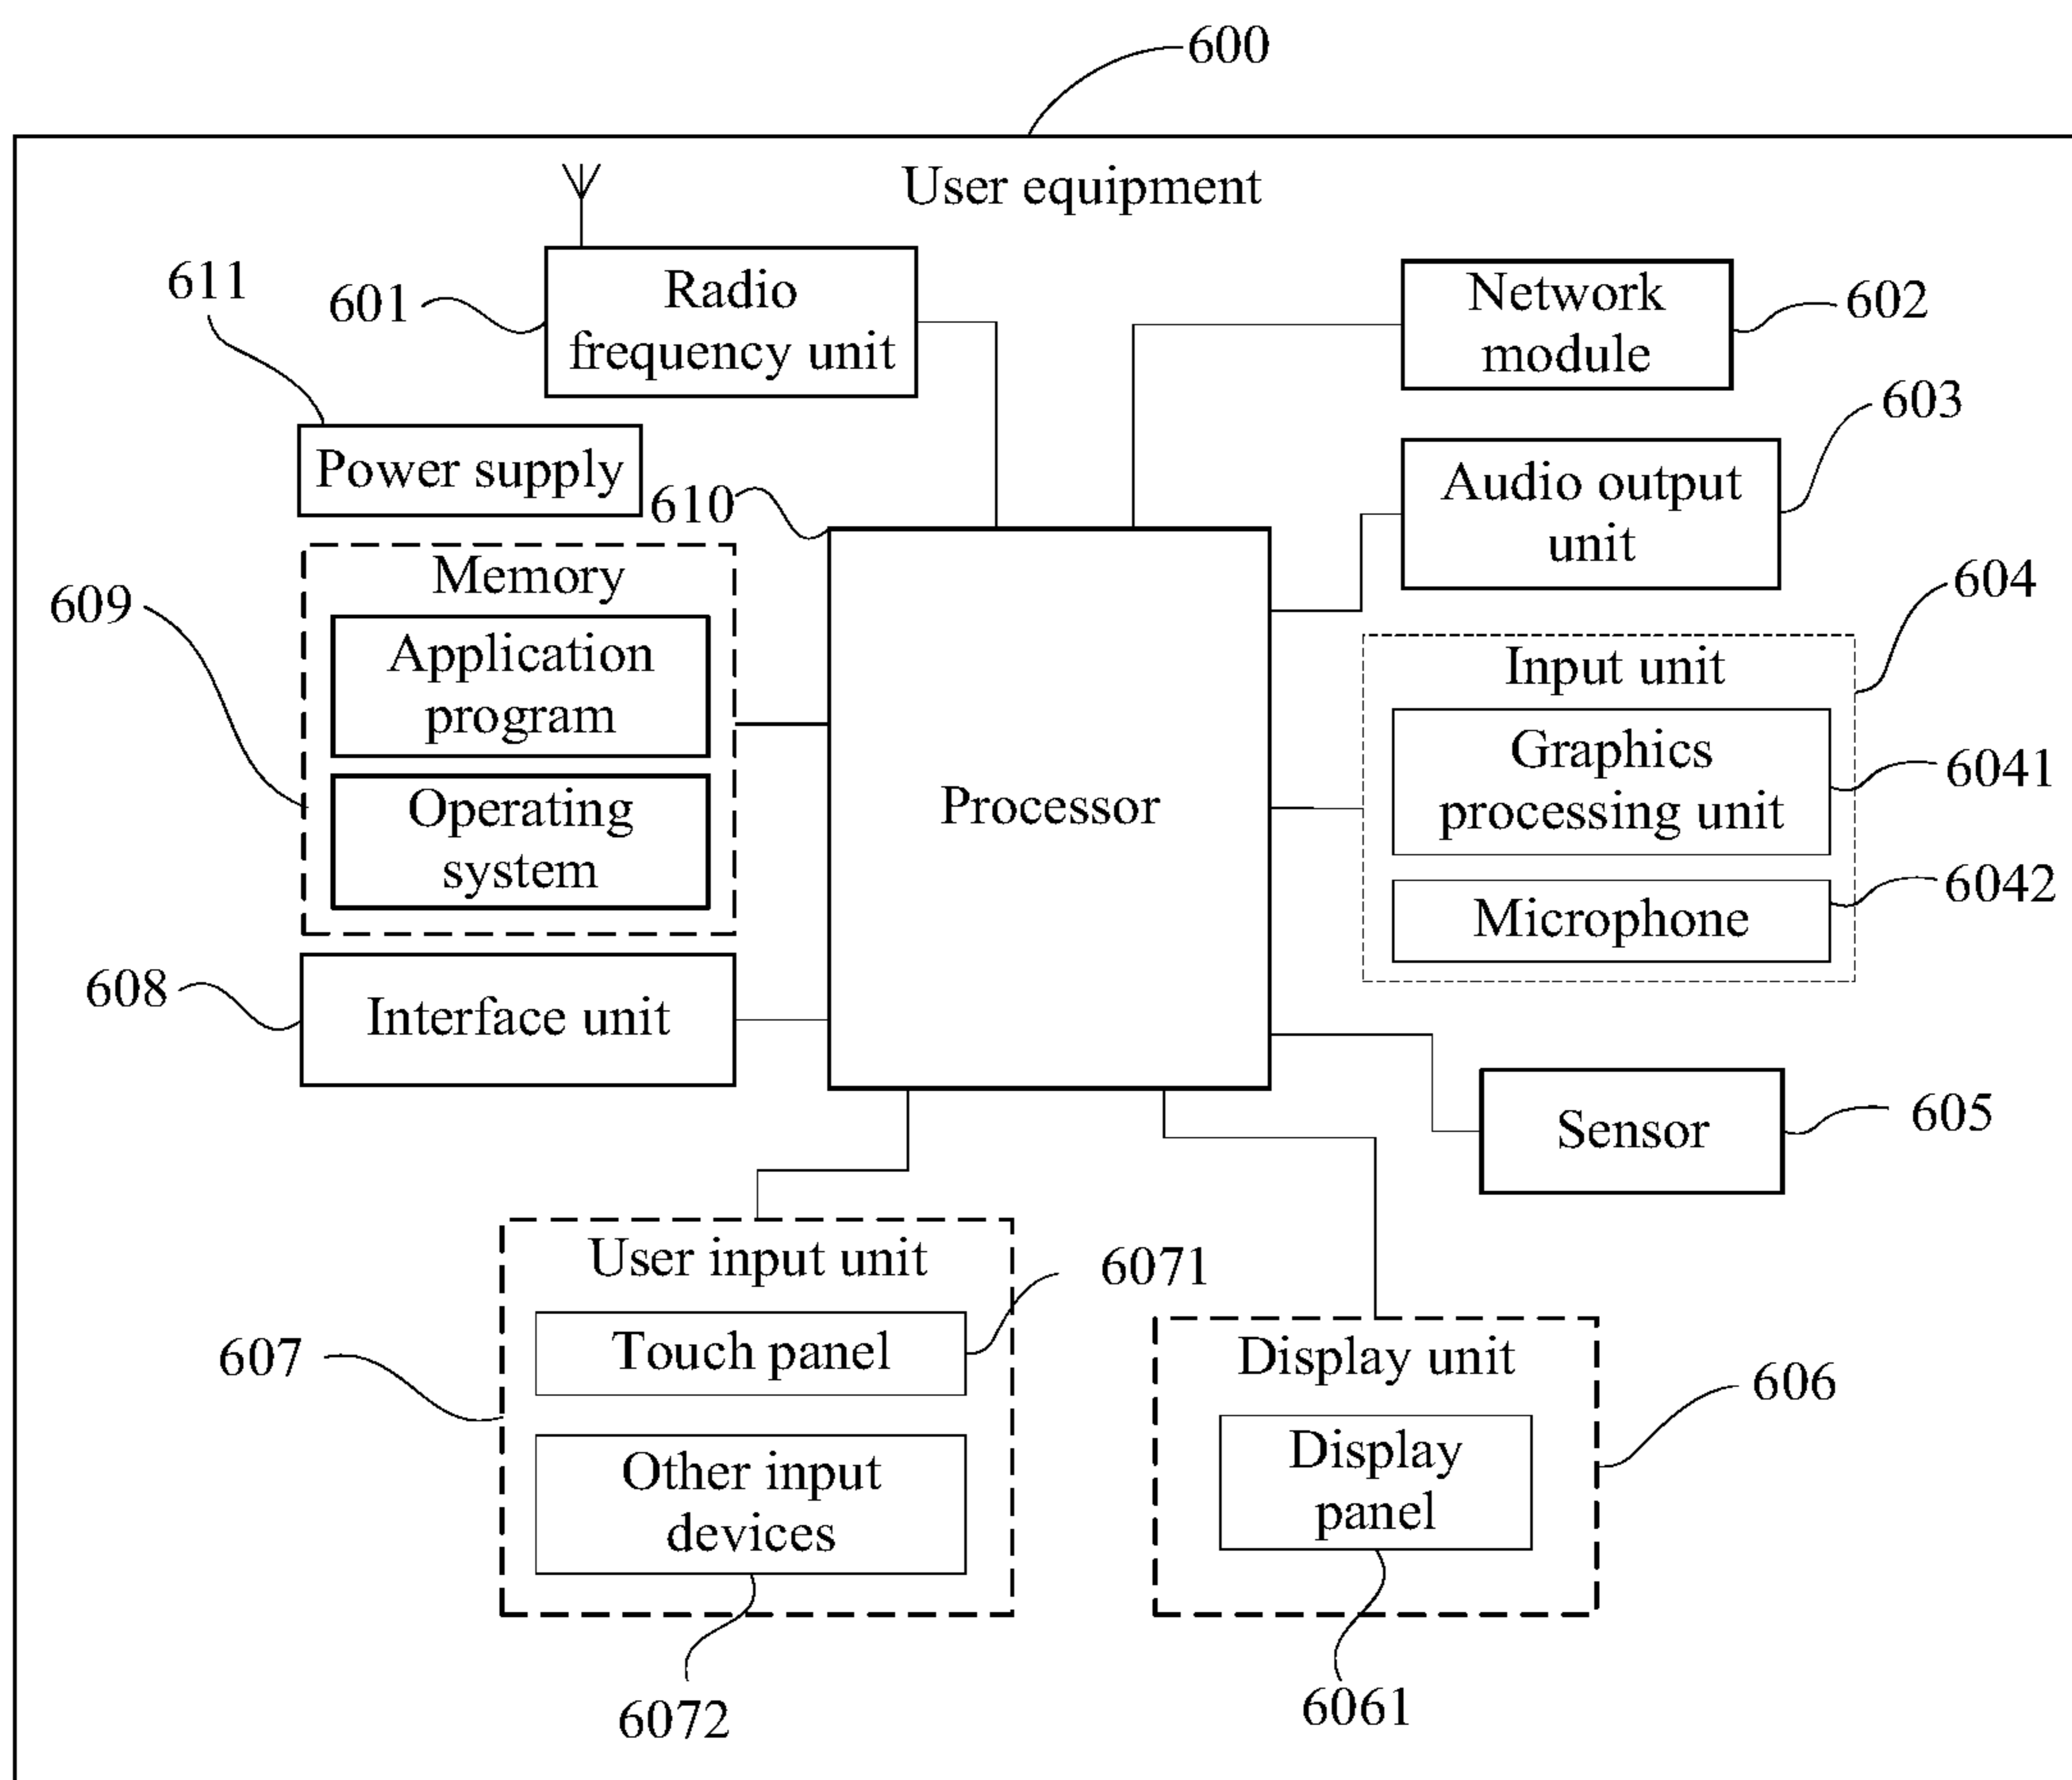 600
User equipment
611
601
Radio
frequency unit
Network
module
602
603
Power supply
610
Audio output
unit
604
609
Memory
Application
program
Operating
system
Processor
Input unit
Graphics
processing unit
6041
Microphone
6042
608
Interface unit
Sensor
605
User input unit
6071
607
Touch panel
Other input
devices
6072
Display unit
606
Display
panel
6061